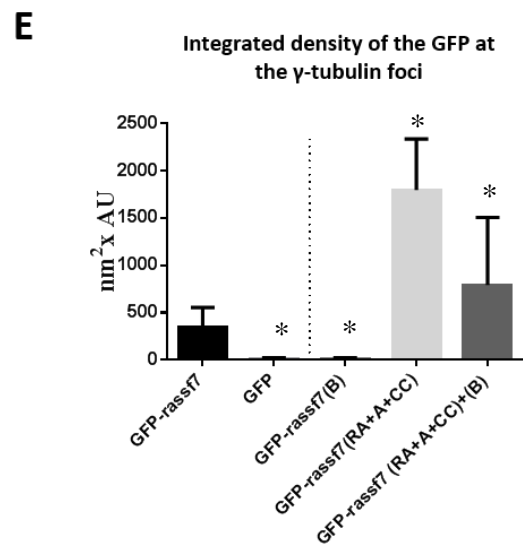 E
Integrated density of the GFP at
the γ-tubulin foci
nm²x AU
2500
2000
1500
1000
500
0
*
*
*
*
GFP-rassf7
GFP
GFP-rassf7(B)
GFP-rassf7(RA+A+CC)
GFP-rassf7 (RA+A+CC)+(B)